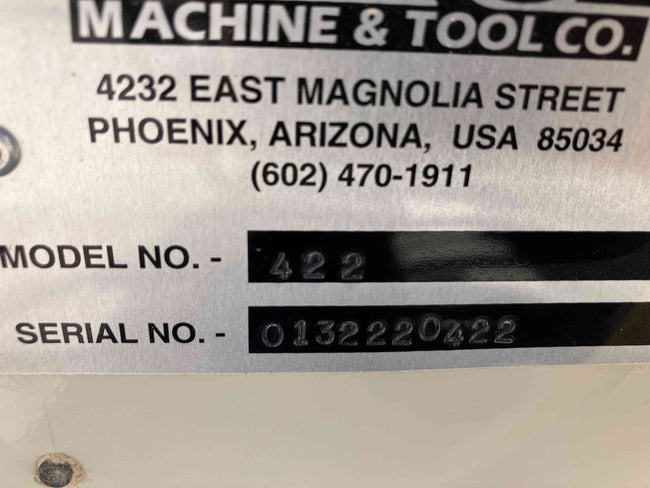 MACHINE & TOOL CO.
4232 EAST MAGNOLIA STREET
PHOENIX, ARIZONA, USA 85034
(602) 470-1911
MODEL NO. - 422
SERIAL NO. - 0132220422